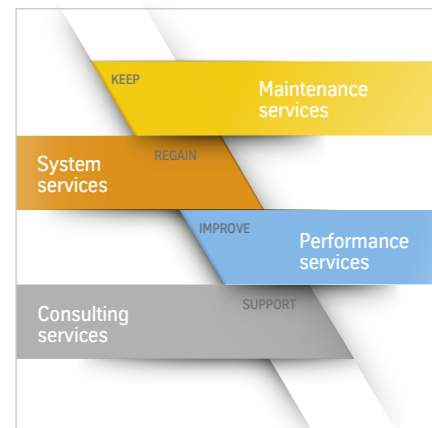 KEEP
Maintenance
services
System
services
REGAIN
IMPROVE
Performance
services
Consulting
services
SUPPORT